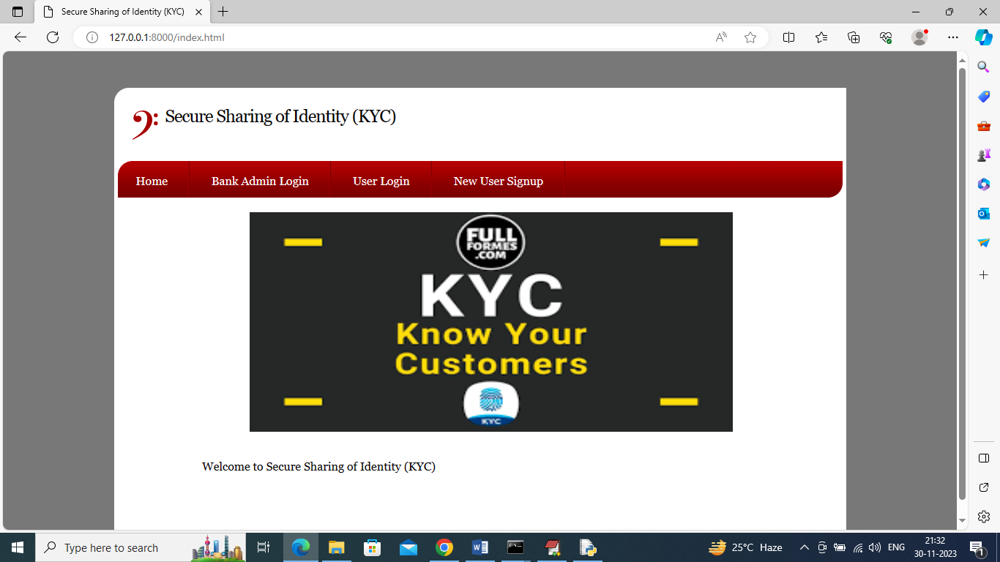 Secure Sharing of Identity (KYC)
127.0.0.1:8000/index.html
Secure Sharing of Identity (KYC)
Home Bank Admin Login User Login New User Signup
FULL
FORMES
.COM
KYC
Know Your
Customers
KYC
Welcome to Secure Sharing of Identity (KYC)
Type here to search
25°C Haze
ENG
21:32
30-11-2023
1